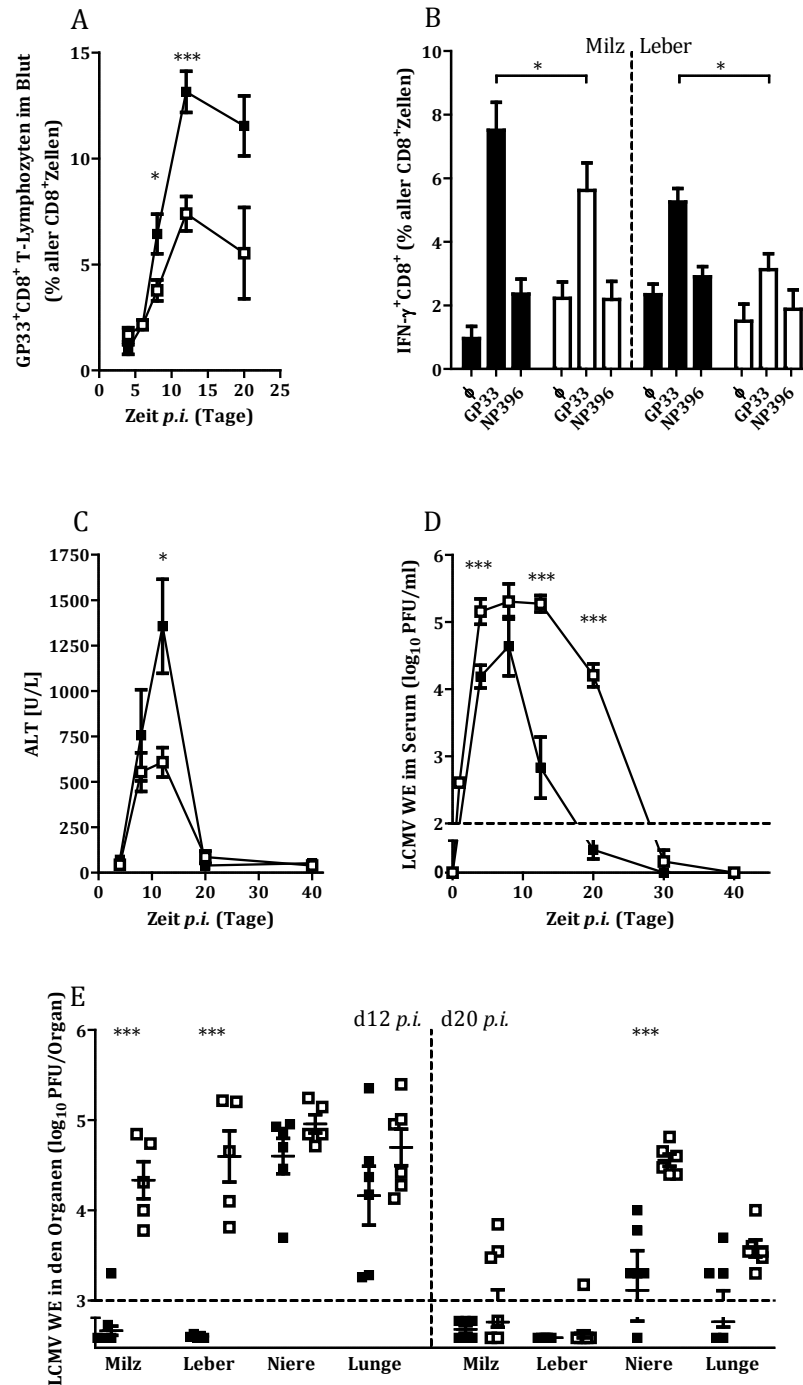 A
GP33+CD8+ T-Lymphozyten im Blut
(% aller CD8+Zellen)
15
10
5
0
*
***
0 5 10 15 20 25
Zeit p.i. (Tage)
B
IFN-γ+CD8+ (% aller CD8+Zellen)
10
8
6
4
2
0
Milz Leber
* *
ϕ GP33 NP396 ϕ GP33 NP396 ϕ GP33 NP396 ϕ GP33 NP396
C
ALT [U/L]
1750
1500
1250
1000
750
500
250
0
*
0 10 20 30 40
Zeit p.i. (Tage)
D
LCMV WE im Serum (log10 PFU/ml)
6
5
4
3
2
0
*** *** ***
0 10 20 30 40
Zeit p.i. (Tage)
E
LCMV WE in den Organen (log10 PFU/Organ)
6
5
4
3
0
d12 p.i. d20 p.i.
*** *** ***
Milz Leber Niere Lunge Milz Leber Niere Lunge